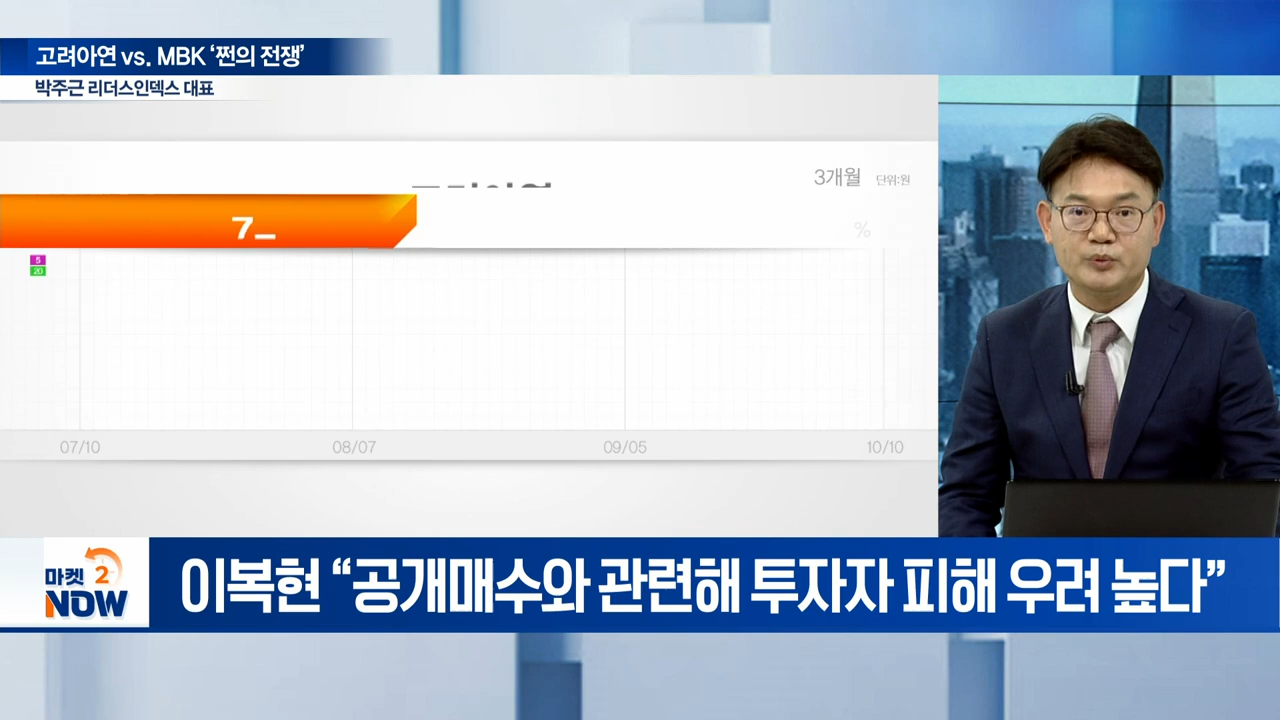 고려아연 vs. MBK ‘쩐의 전쟁’
박주근 리더스인덱스 대표
3개월 단위:원
7
%
5
20
07/10 08/07 09/05 10/10
마켓 2
NOW
이복현 “공개매수와 관련해 투자자 피해 우려 높다”